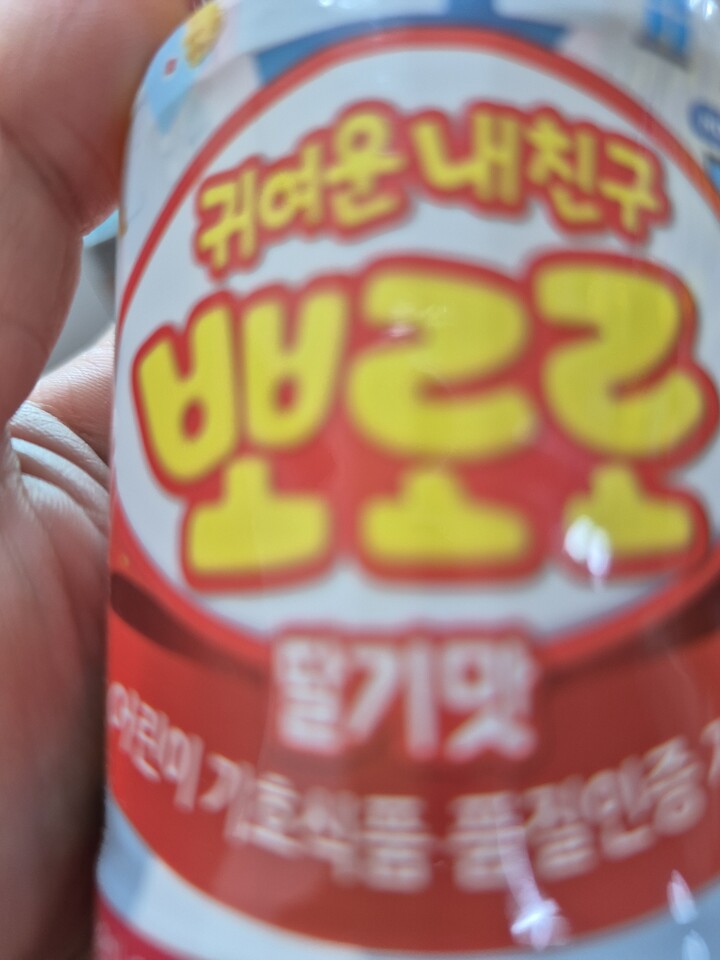 귀여운 내친구
뽀로로
딸기맛
어린이 기호식품 품질인증